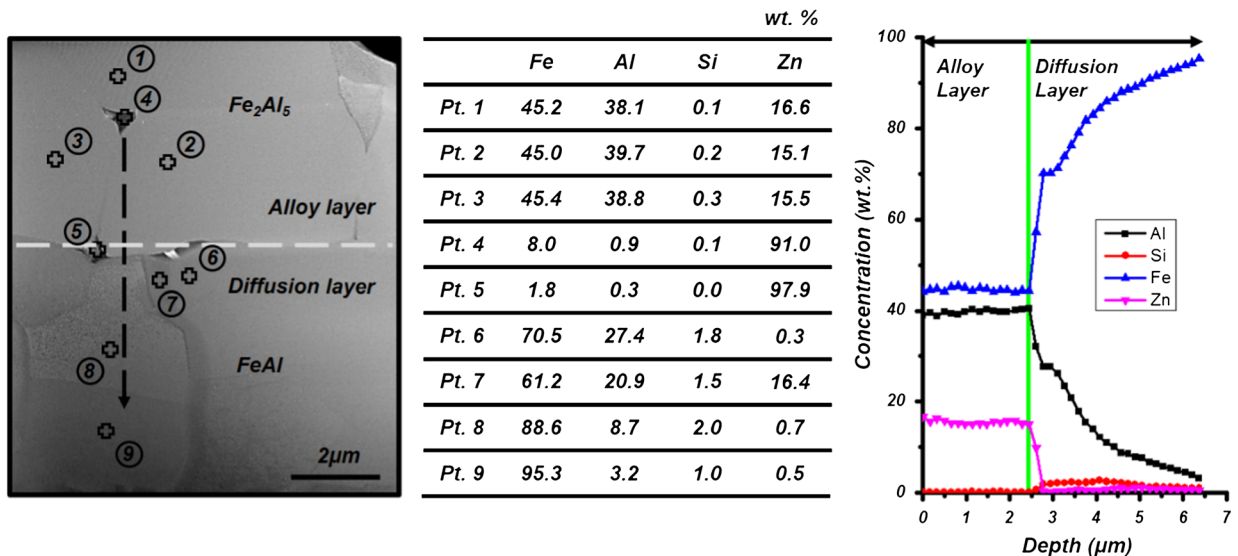 ①
④
Fe₂Al₅
③
②
Alloy layer
⑤
⑥
Diffusion layer
⑦
⑧
FeAl
⑨
2μm
wt. %
Fe Al Si Zn
Pt. 1 45.2 38.1 0.1 16.6
Pt. 2 45.0 39.7 0.2 15.1
Pt. 3 45.4 38.8 0.3 15.5
Pt. 4 8.0 0.9 0.1 91.0
Pt. 5 1.8 0.3 0.0 97.9
Pt. 6 70.5 27.4 1.8 0.3
Pt. 7 61.2 20.9 1.5 16.4
Pt. 8 88.6 8.7 2.0 0.7
Pt. 9 95.3 3.2 1.0 0.5
Concentration (wt.%)
100
80
60
40
20
0
Alloy Diffusion
Layer Layer
Al
Si
Fe
Zn
0 1 2 3 4 5 6 7
Depth (μm)